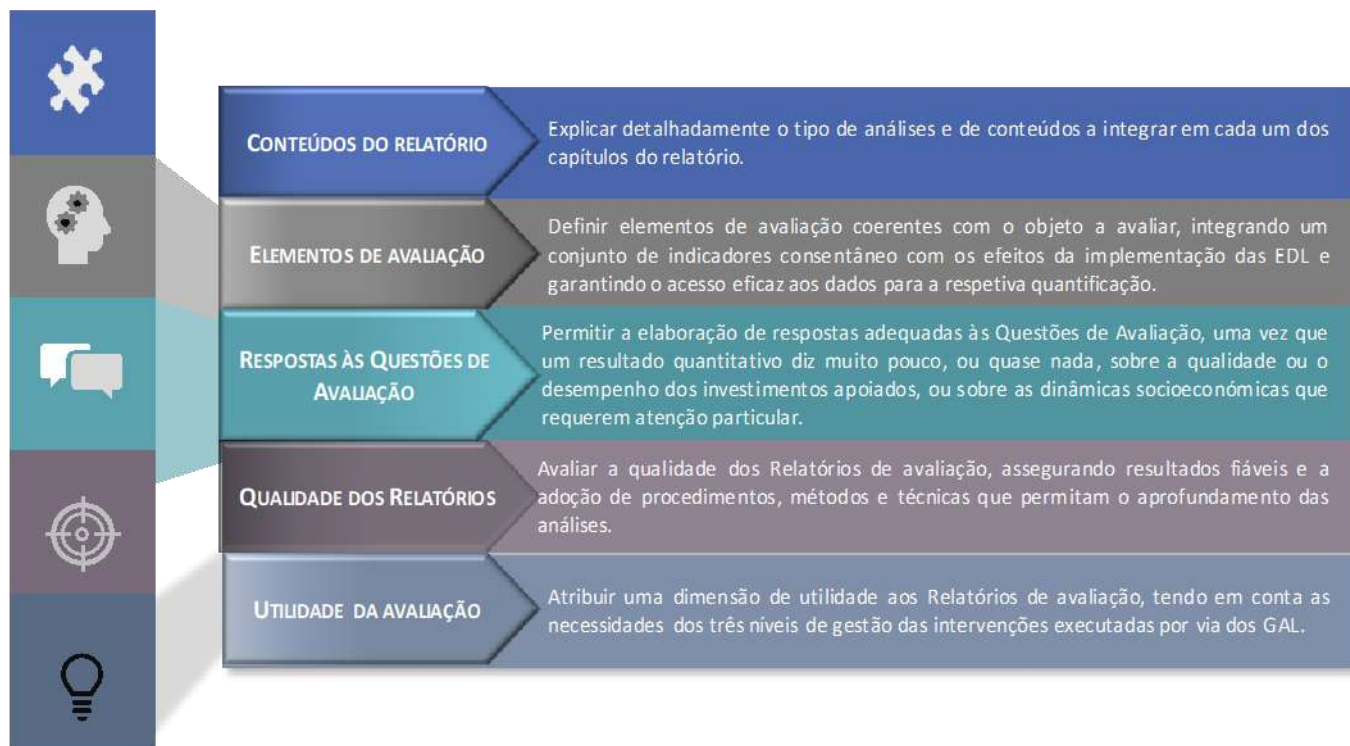 CONTEÚDOS DO RELATÓRIO
Explicar detalhadamente o tipo de análises e de conteúdos a integrar em cada um dos
capítulos do relatório.
ELEMENTOS DE AVALIAÇÃO
Definir elementos de avaliação coerentes com o objeto a avaliar, integrando um
conjunto de indicadores consentâneo com os efeitos da implementação das EDL e
garantindo o acesso eficaz aos dados para a respetiva quantificação.
RESPOSTAS ÀS QUESTÕES DE
AVALIAÇÃO
Permitir a elaboração de respostas adequadas às Questões de Avaliação, uma vez que
um resultado quantitativo diz muito pouco, ou quase nada, sobre a qualidade ou o
desempenho dos investimentos apoiados, ou sobre as dinâmicas socioeconómicas que
requerem atenção particular.
QUALIDADE DOS RELATÓRIOS
Avaliar a qualidade dos Relatórios de avaliação, assegurando resultados fiáveis e a
adoção de procedimentos, métodos e técnicas que permitam o aprofundamento das
análises.
UTILIDADE DA AVALIAÇÃO
Atribuir uma dimensão de utilidade aos Relatórios de avaliação, tendo em conta as
necessidades dos três níveis de gestão das intervenções executadas por via dos GAL.